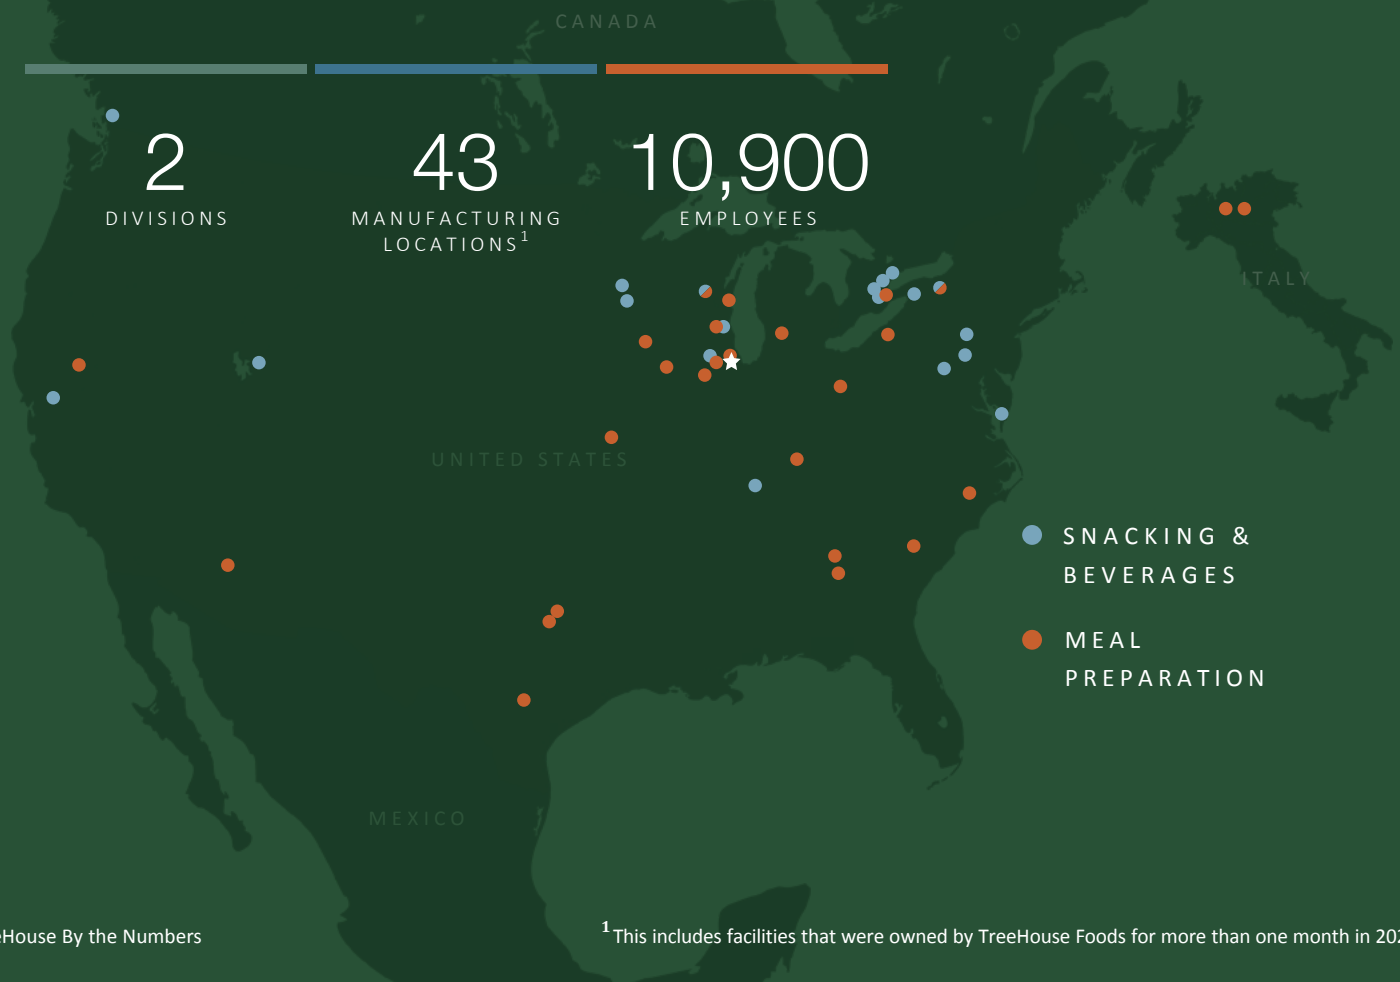 CANADA
2
DIVISIONS
43
MANUFACTURING
LOCATIONS1
10,900
EMPLOYEES
ITALY
UNITED STATES
SNACKING &
BEVERAGES
MEAL
PREPARATION
MEXICO
House By the Numbers
1This includes facilities that were owned by TreeHouse Foods for more than one month in